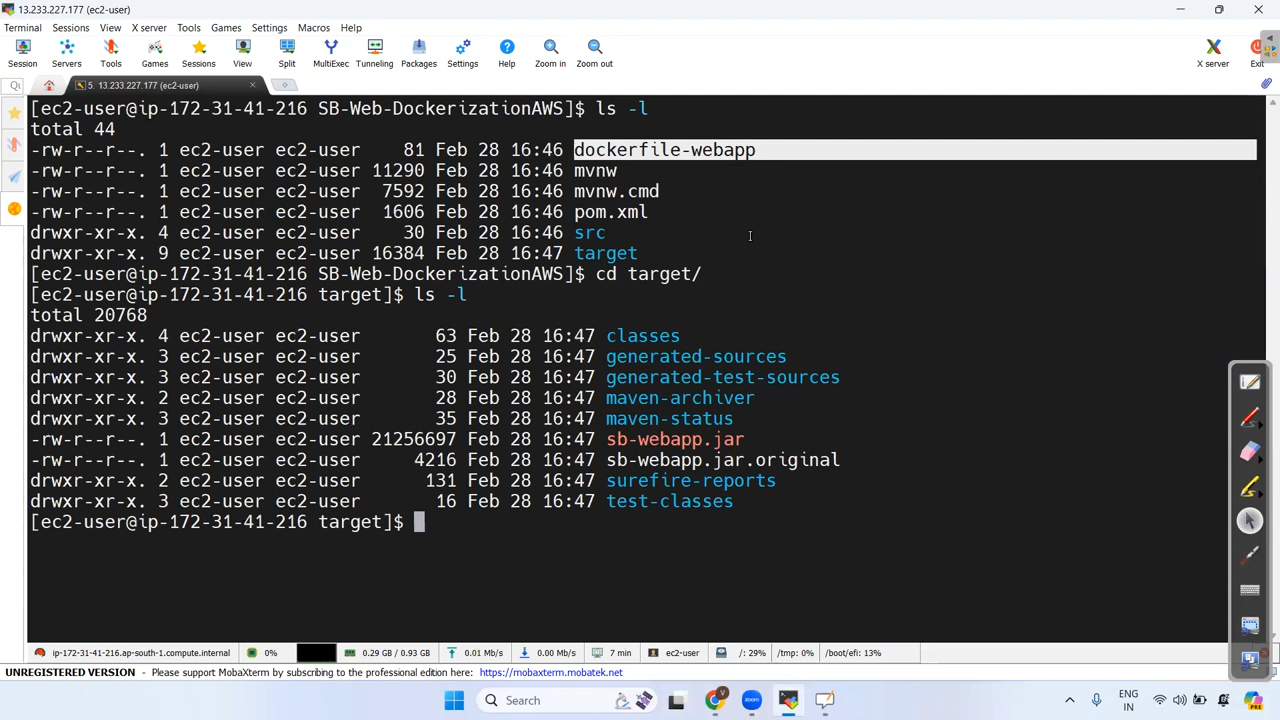 13.233.227.177 (ec2-user)
Terminal Sessions View X server Tools Games Settings Macros Help
Session Servers Tools Games Sessions View Split MultiExec Tunneling Packages Settings Help Zoom in Zoom out X server Exit
5. 13.233.227.177 (ec2-user)
[ec2-user@ip-172-31-41-216 SB-Web-DockerizationAWS]$ ls -l
total 44
-rw-r--r--. 1 ec2-user ec2-user 81 Feb 28 16:46 dockerfile-webapp
-rw-r--r--. 1 ec2-user ec2-user 11290 Feb 28 16:46 mvnw
-rw-r--r--. 1 ec2-user ec2-user 7592 Feb 28 16:46 mvnw.cmd
-rw-r--r--. 1 ec2-user ec2-user 1606 Feb 28 16:46 pom.xml
drwxr-xr-x. 4 ec2-user ec2-user 30 Feb 28 16:46 src
drwxr-xr-x. 9 ec2-user ec2-user 16384 Feb 28 16:47 target
[ec2-user@ip-172-31-41-216 SB-Web-DockerizationAWS]$ cd target/
[ec2-user@ip-172-31-41-216 target]$ ls -l
total 20768
drwxr-xr-x. 4 ec2-user ec2-user 63 Feb 28 16:47 classes
drwxr-xr-x. 3 ec2-user ec2-user 25 Feb 28 16:47 generated-sources
drwxr-xr-x. 3 ec2-user ec2-user 30 Feb 28 16:47 generated-test-sources
drwxr-xr-x. 2 ec2-user ec2-user 28 Feb 28 16:47 maven-archiver
drwxr-xr-x. 3 ec2-user ec2-user 35 Feb 28 16:47 maven-status
-rw-r--r--. 1 ec2-user ec2-user 21256697 Feb 28 16:47 sb-webapp.jar
-rw-r--r--. 1 ec2-user ec2-user 4216 Feb 28 16:47 sb-webapp.jar.original
drwxr-xr-x. 2 ec2-user ec2-user 131 Feb 28 16:47 surefire-reports
drwxr-xr-x. 3 ec2-user ec2-user 16 Feb 28 16:47 test-classes
[ec2-user@ip-172-31-41-216 target]$
ip-172-31-41-216.ap-south-1.compute.internal 0% 0.29 GB / 0.93 GB 0.01 Mb/s 0.00 Mb/s 7 min ec2-user /: 29% /tmp: 0% /boot/efi: 13%
UNREGISTERED VERSION - Please support MobaXterm by subscribing to the professional edition here: https://mobaxterm.mobatek.net
Search
zoom
ENG
IN
PRE